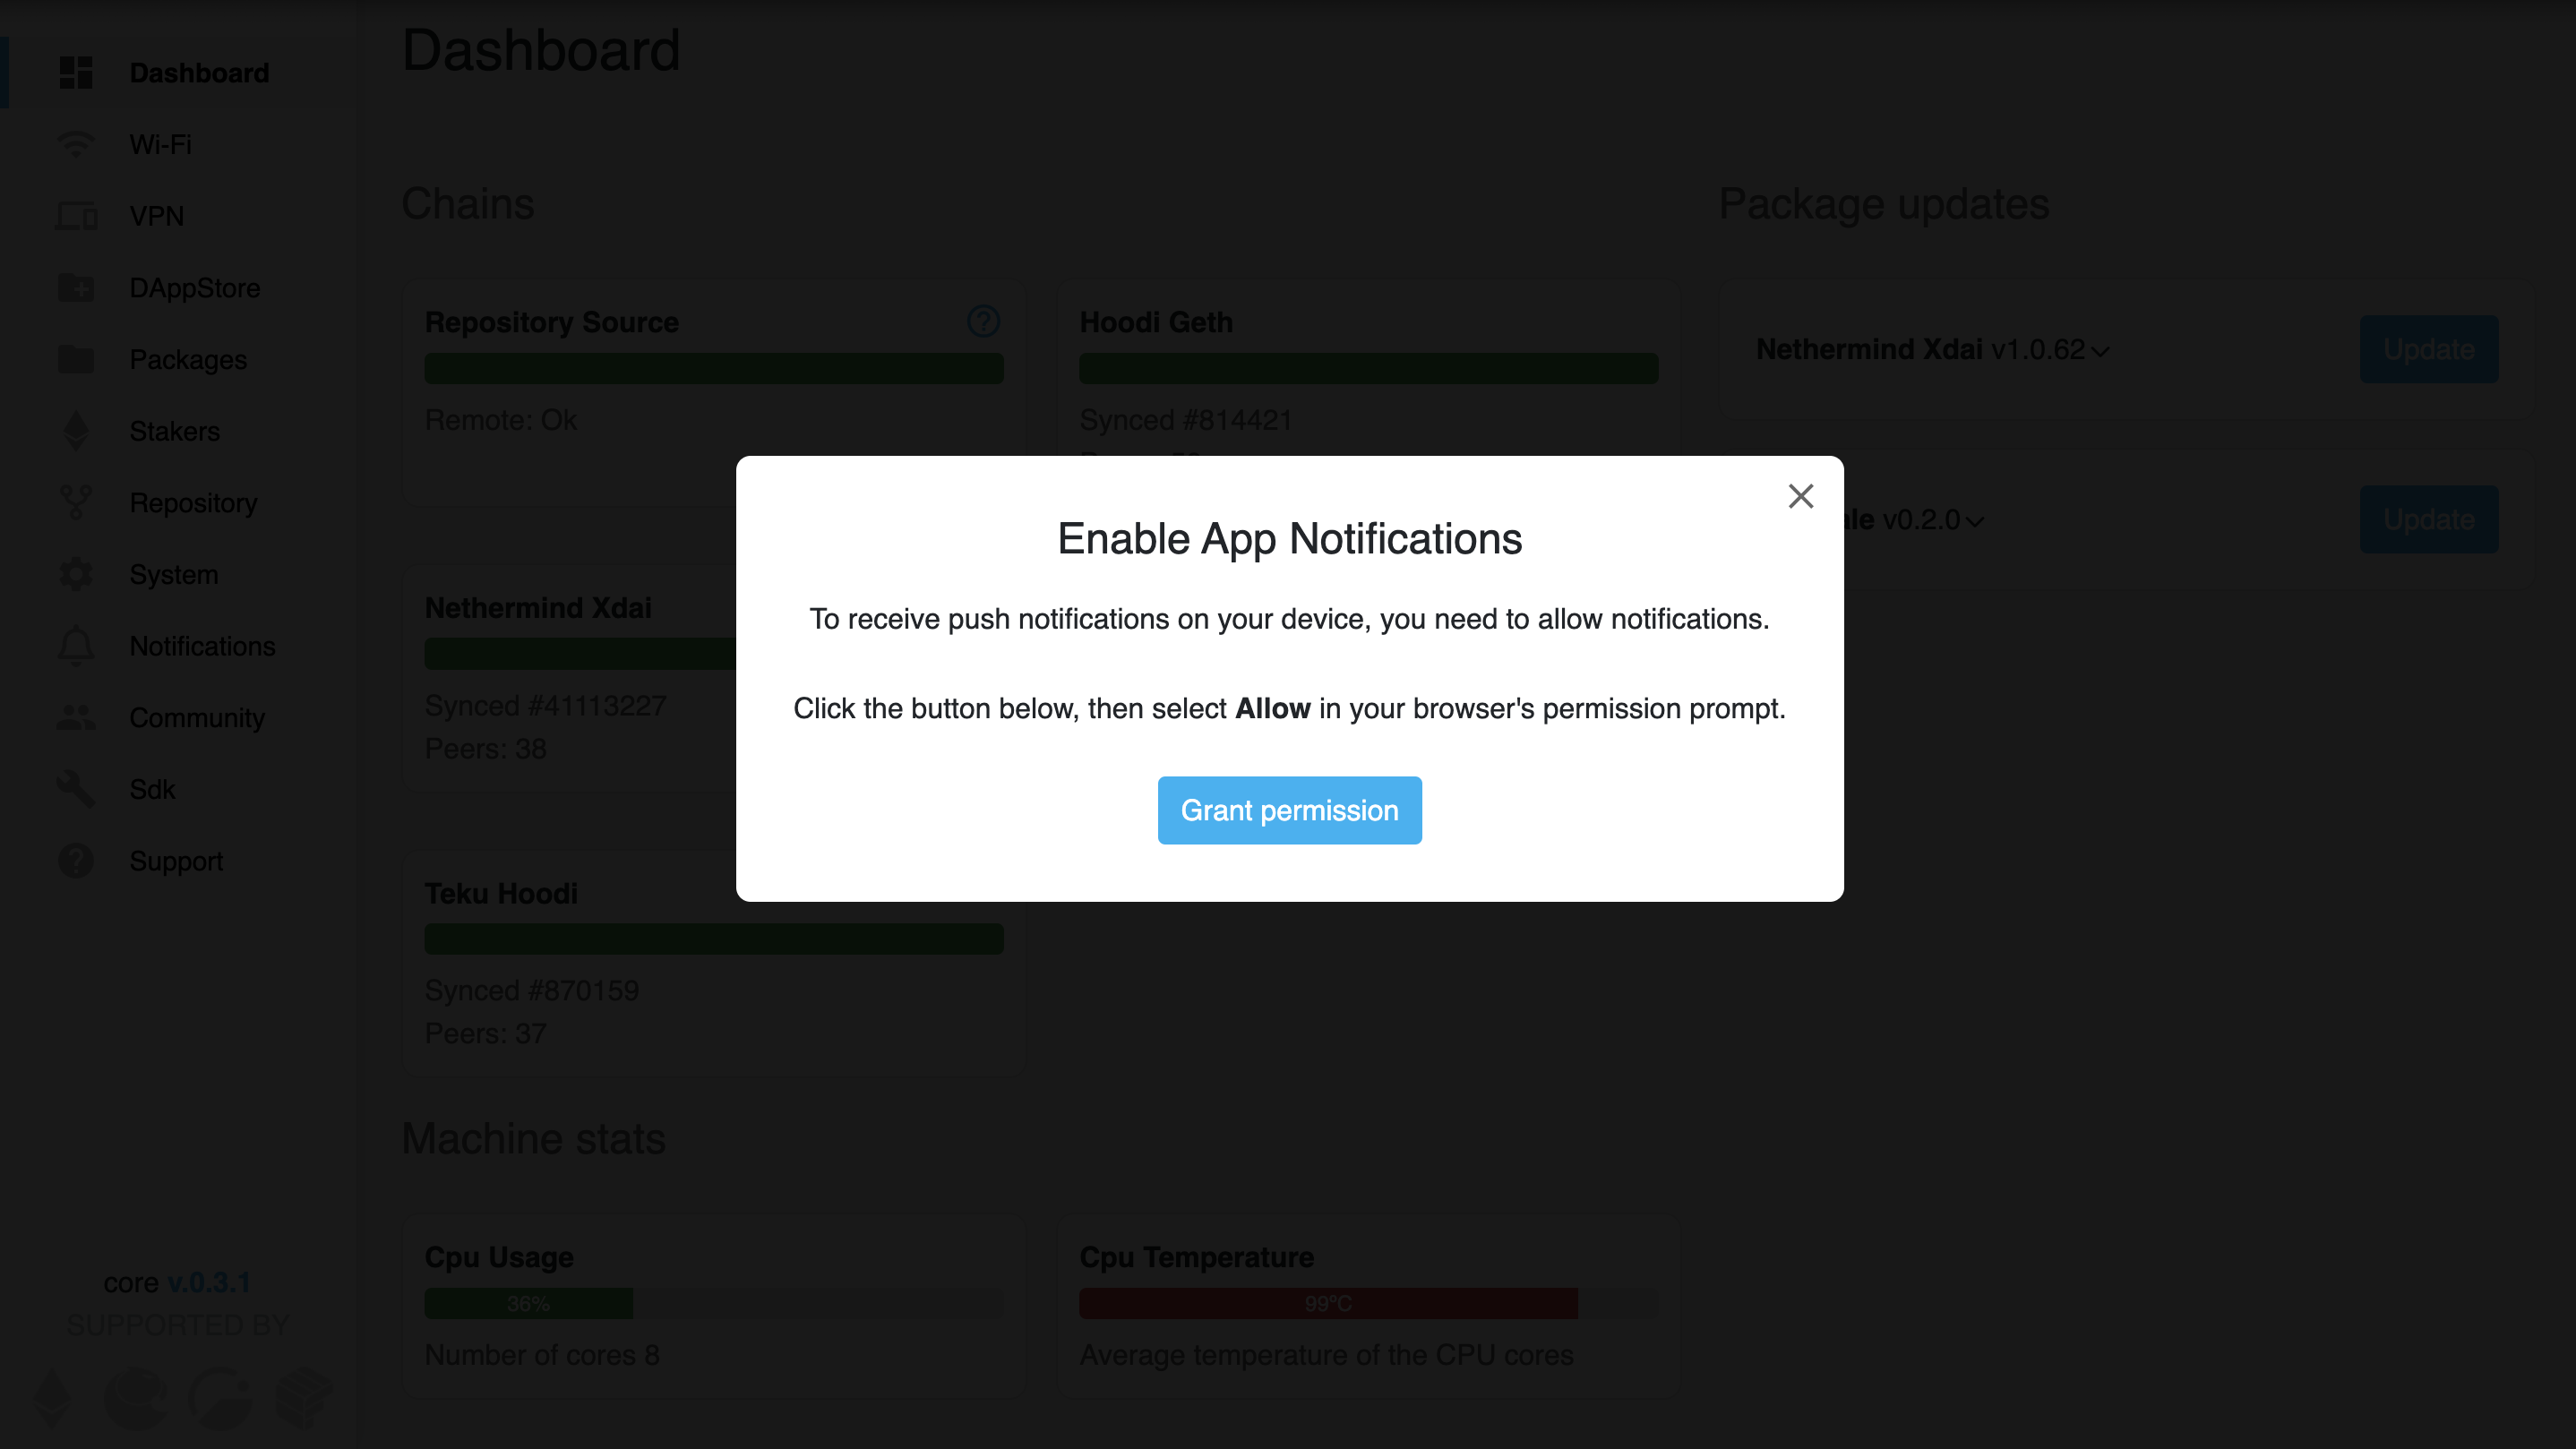 Dashboard
Wi-Fi
VPN
DAppStore
Packages
Stakers
Repository
System
Notifications
Community
Sdk
Support
core v.0.3.1
SUPPORTED BY
Dashboard
Chains
Repository Source
Remote: Ok
Hoodi Geth
Synced #814421
Nethermind Xdai
Synced #41113227
Peers: 38
Teku Hoodi
Synced #870159
Peers: 37
Package updates
Nethermind Xdai v1.0.62
Update
v0.2.0
Update
Enable App Notifications
To receive push notifications on your device, you need to allow notifications.
Click the button below, then select Allow in your browser's permission prompt.
Grant permission
Machine stats
Cpu Usage
36%
Number of cores 8
Cpu Temperature
99ºC
Average temperature of the CPU cores